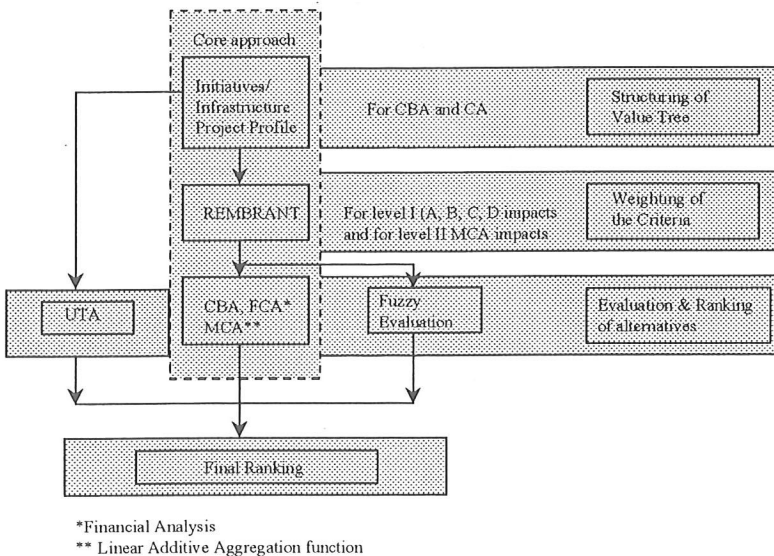 Core approach
Initiatives/
Infrastructure
Project Profile
For CBA and CA
Structuring of
Value Tree
REMBRANT
For level I (A, B, C, D impacts
and for level II MCA impacts
Weighting of
the Criteria
UTA
CBA, FCA*
MCA**
Fuzzy
Evaluation
Evaluation & Ranking
of alternatives
Final Ranking
*Financial Analysis
** Linear Additive Aggregation function